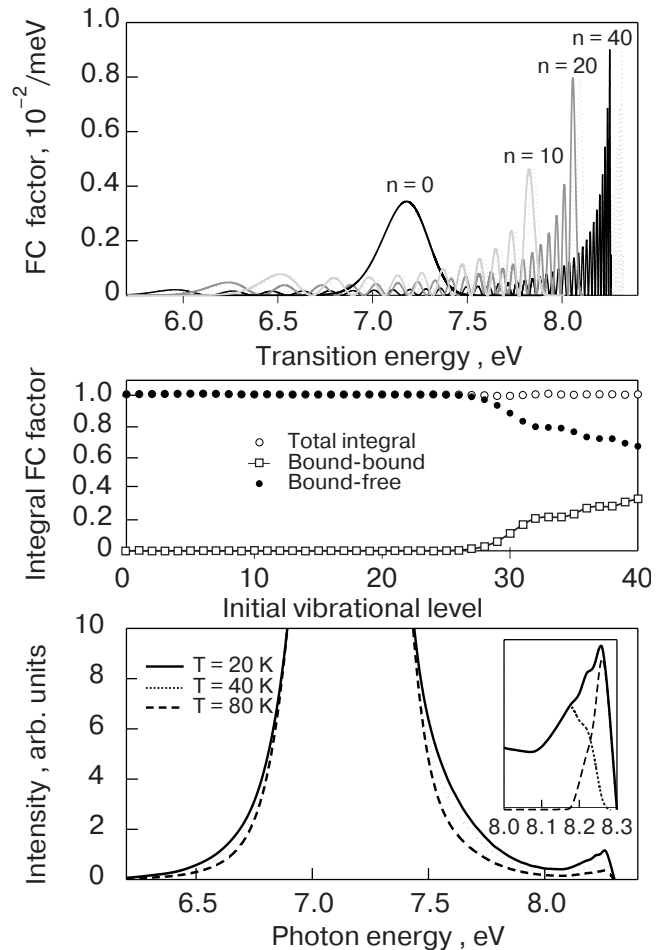 n = 40
n = 20
n = 10
n = 0
FC factor, 10⁻²/meV
1.0
0.8
0.6
0.4
0.2
0
6.0 6.5 7.0 7.5 8.0
Transition energy , eV
Integral FC factor
1.0
0.8
0.6
0.4
0.2
0
Total integral
Bound-bound
Bound-free
0 10 20 30 40
Initial vibrational level
Intensity , arb. units
10
8
6
4
2
0
T = 20 K
T = 40 K
T = 80 K
8.0 8.1 8.2 8.3
6.5 7.0 7.5 8.0
Photon energy , eV